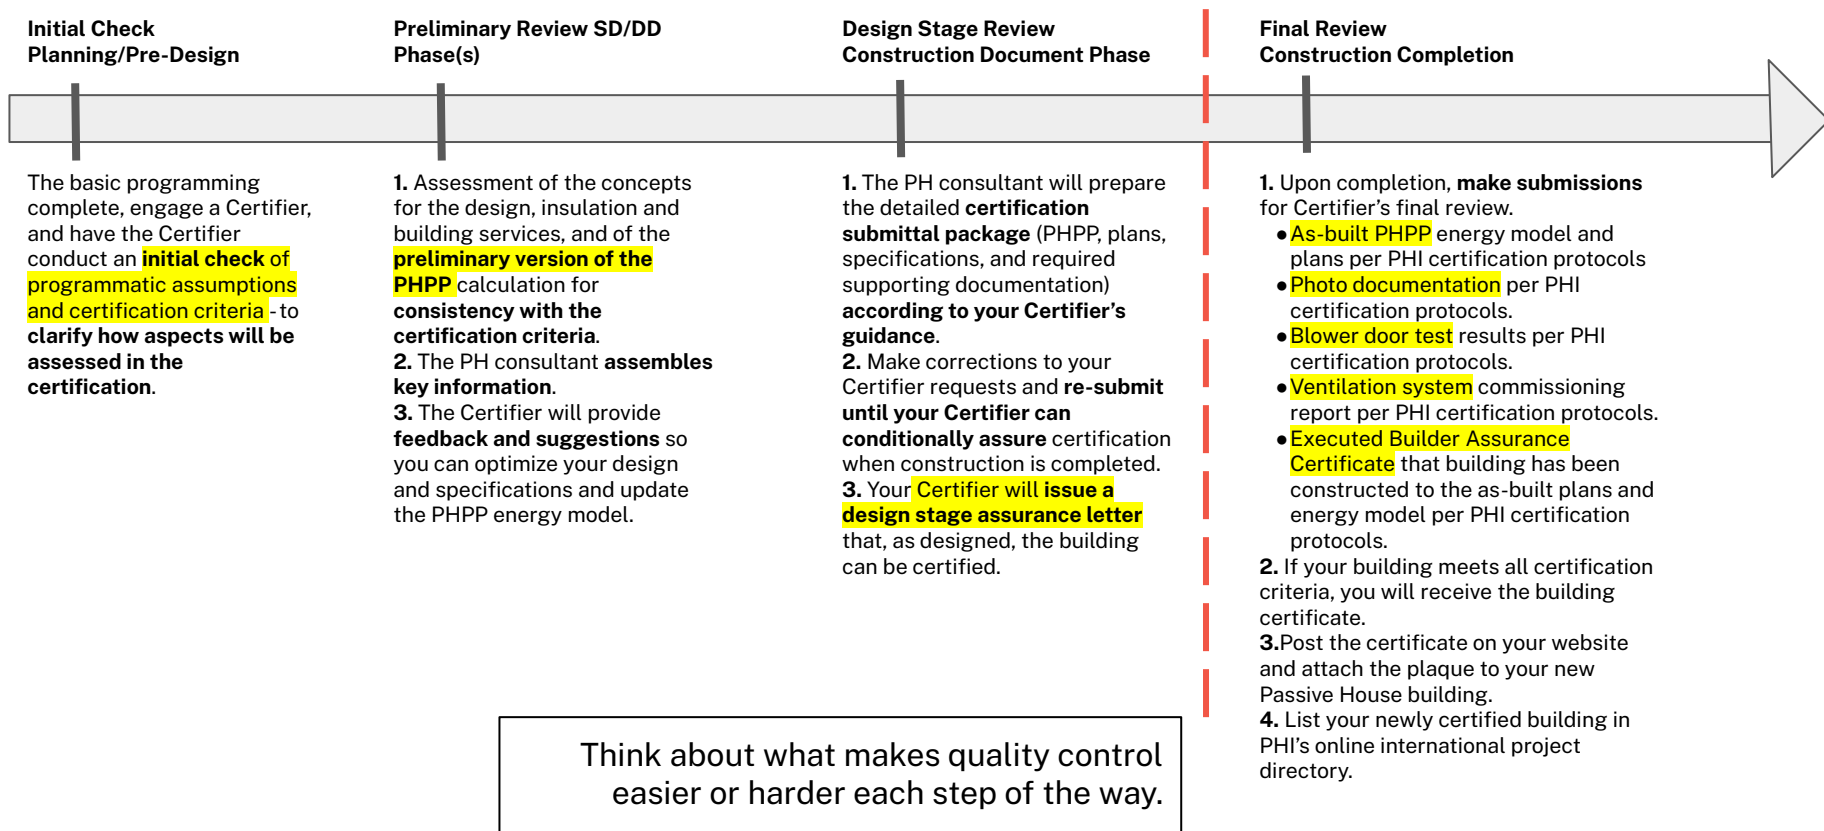 Initial Check
Planning/Pre-Design
The basic programming
complete, engage a Certifier,
and have the Certifier
conduct an initial check of
programmatic assumptions
and certification criteria - to
clarify how aspects will be
assessed in the
certification.
Preliminary Review SD/DD
Phase(s)
1. Assessment of the concepts
for the design, insulation and
building services, and of the
preliminary version of the
PHPP calculation for
consistency with the
certification criteria.
2. The PH consultant assembles
key information.
3. The Certifier will provide
feedback and suggestions so
you can optimize your design
and specifications and update
the PHPP energy model.
Design Stage Review
Construction Document Phase
1. The PH consultant will prepare
the detailed certification
submittal package (PHPP, plans,
specifications, and required
supporting documentation)
according to your Certifier's
guidance.
2. Make corrections to your
Certifier requests and re-submit
until your Certifier can
conditionally assure certification
when construction is completed.
3. Your Certifier will issue a
design stage assurance letter
that, as designed, the building
can be certified.
Final Review
Construction Completion
1. Upon completion, make submissions
for Certifier's final review.
● As-built PHPP energy model and
plans per PHI certification protocols
● Photo documentation per PHI
certification protocols.
● Blower door test results per PHI
certification protocols.
● Ventilation system commissioning
report per PHI certification protocols.
● Executed Builder Assurance
Certificate that building has been
constructed to the as-built plans and
energy model per PHI certification
protocols.
2. If your building meets all certification
criteria, you will receive the building
certificate.
3.Post the certificate on your website
and attach the plaque to your new
Passive House building.
4. List your newly certified building in
PHI's online international project
directory.
Think about what makes quality control
easier or harder each step of the way.